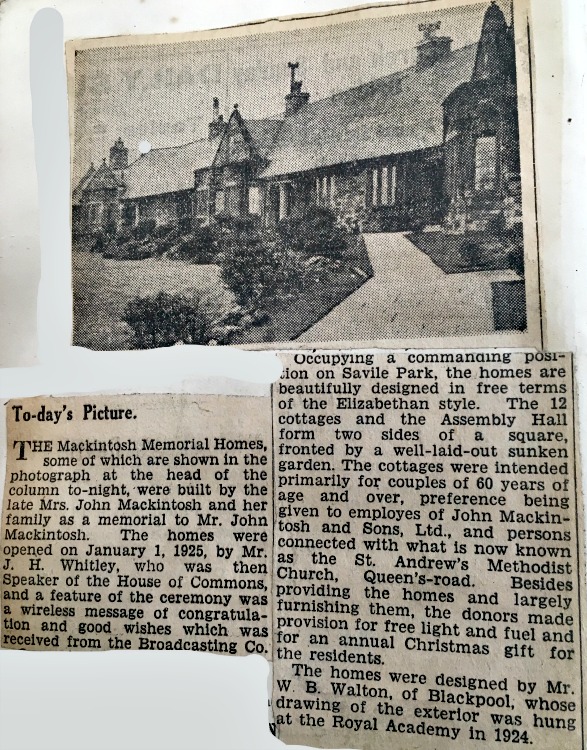 To-day's Picture.
THE Mackintosh Memorial Homes,
some of which are shown in the
photograph at the head of the
column to-night, were built by the
late Mrs. John Mackintosh and her
family as a memorial to Mr. John
Mackintosh. The homes were
opened on January 1, 1925, by Mr.
J. H. Whitley, who was then
Speaker of the House of Commons,
and a feature of the ceremony was
a wireless message of congratula-
tion and good wishes which was
received from the Broadcasting Co.
Occupying a commanding posi-
tion on Savile Park, the homes are
beautifully designed in free terms
of the Elizabethan style. The 12
cottages and the Assembly Hall
form two sides of a square,
fronted by a well-laid-out sunken
garden. The cottages were intended
primarily for couples of 60 years of
age and over, preference being
given to employes of John Mackin-
tosh and Sons, Ltd., and persons
connected with what is now known
as the St. Andrew's Methodist
Church, Queen's-road. Besides
providing the homes and largely
furnishing them, the donors made
provision for free light and fuel and
for an annual Christmas gift for
the residents.
The homes were designed by Mr.
W. B. Walton, of Blackpool, whose
drawing of the exterior was hung
at the Royal Academy in 1924.